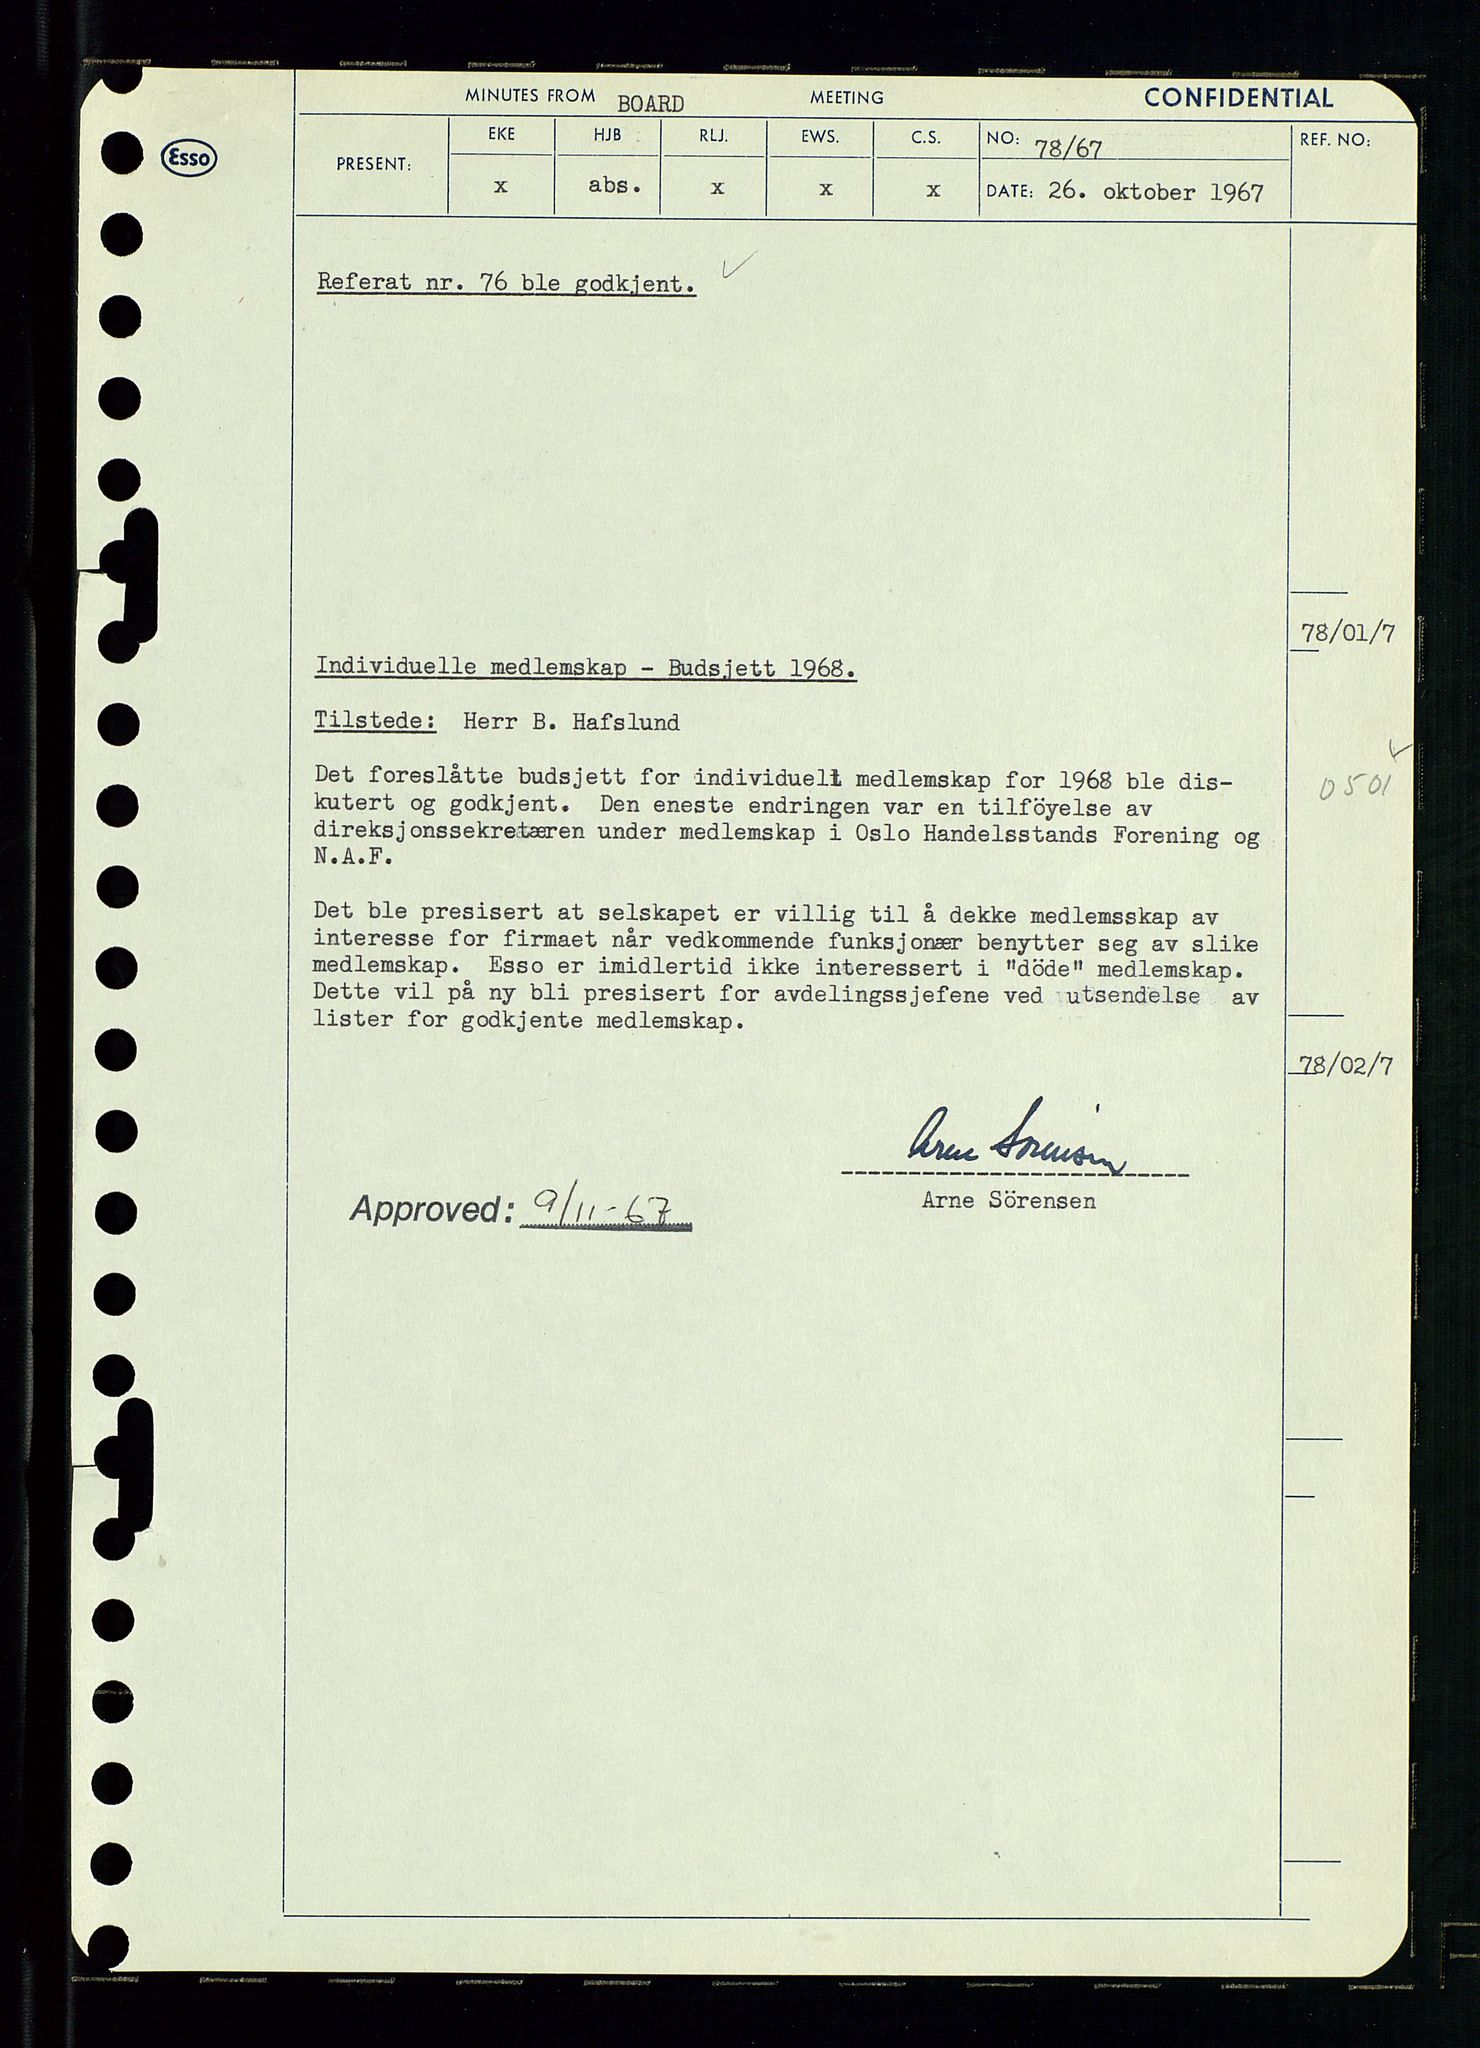 MINUTES FROM BOARD MEETING CONFIDENTIAL
Esso
PRESENT: EKE HJB RLJ. EWS. C.S. NO: 78/67 REF. NO:
x abs. x x x DATE: 26. oktober 1967
Referat nr. 76 ble godkjent.
78/01/7
Individuelle medlemskap - Budsjett 1968.
Tilstede: Herr B. Hafslund
0501
Det foreslåtte budsjett for individuell medlemskap for 1968 ble dis-
kutert og godkjent. Den eneste endringen var en tilföyelse av
direksjonssekretæren under medlemskap i Oslo Handelsstands Forening og
N.A.F.
Det ble presisert at selskapet er villig til å dekke medlemsskap av
interesse for firmaet når vedkommende funksjonær benytter seg av slike
medlemskap. Esso er imidlertid ikke interessert i "döde" medlemskap.
Dette vil på ny bli presisert for avdelingssjefene ved utsendelse av
lister for godkjente medlemskap.
78/02/7
Arne Sörensen
Arne Sörensen
Approved: 9/11-67